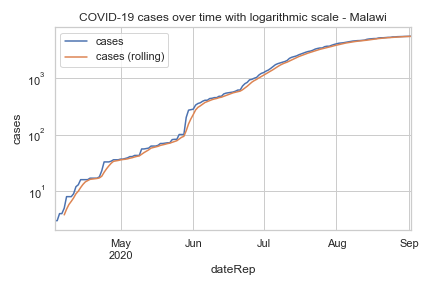 COVID-19 cases over time with logarithmic scale - Malawi
cases
cases (rolling)
10³
10²
10¹
cases
May
2020
Jun
Jul
Aug
Sep
dateRep